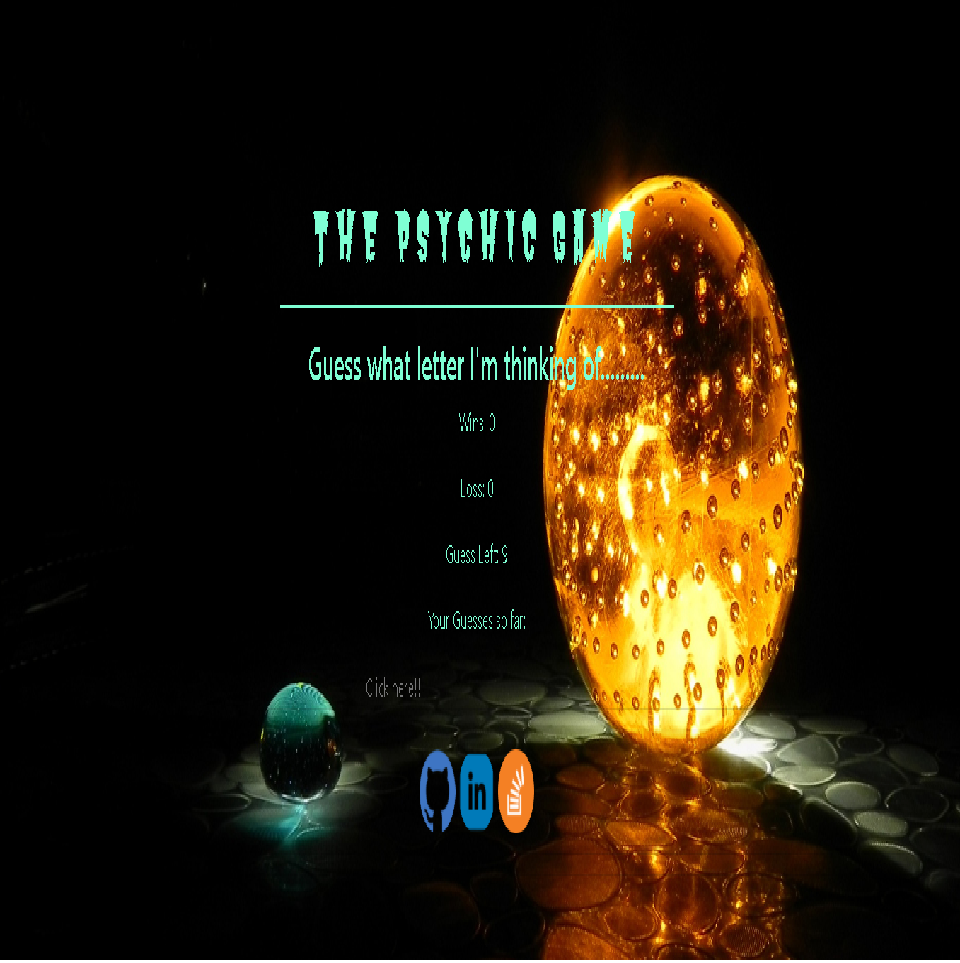 THE PSYCHIC GAME
Guess what letter I'm thinking of.........
Wins: 0
Loss: 0
Guess Left: 9
Your Guesses so far:
Click here!!
in